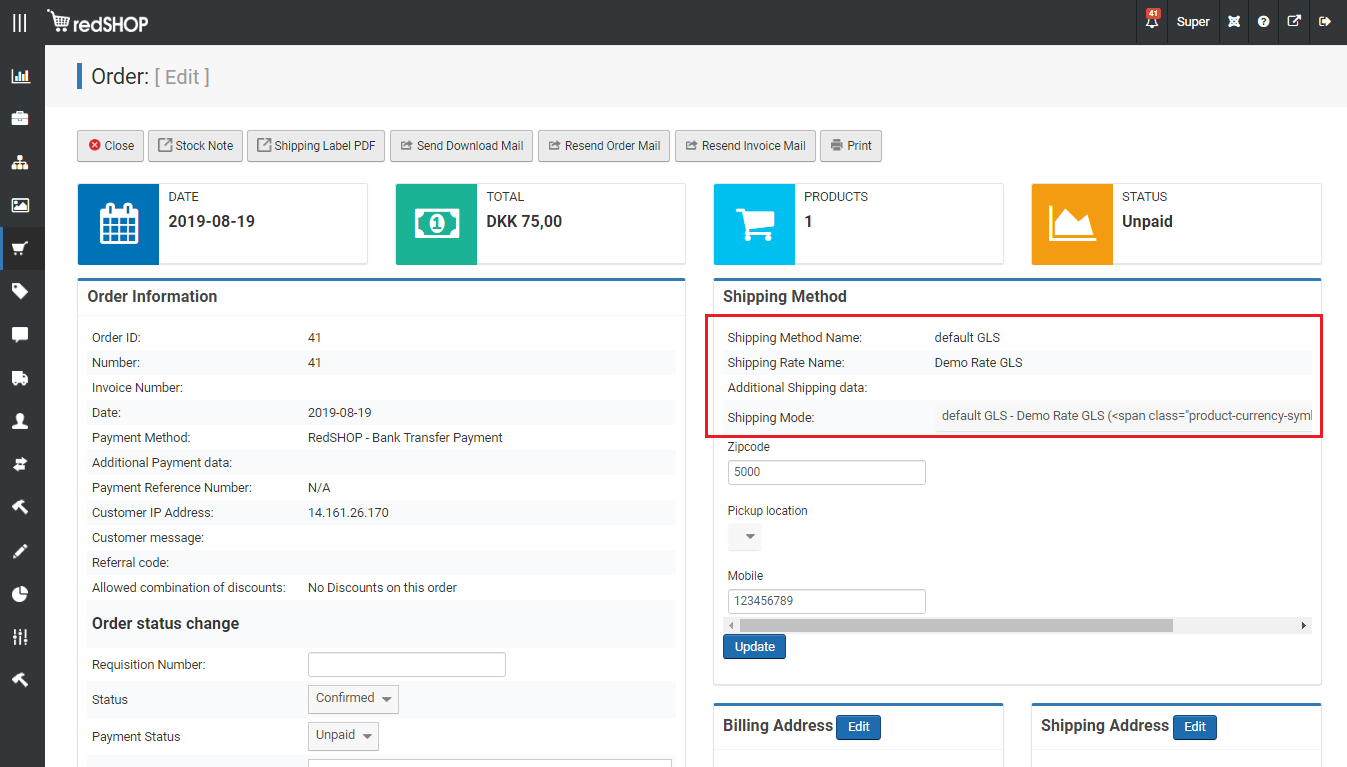 redSHOP
41
Super
Order: [ Edit ]
Close
Stock Note
Shipping Label PDF
Send Download Mail
Resend Order Mail
Resend Invoice Mail
Print
DATE
2019-08-19
TOTAL
DKK 75,00
PRODUCTS
1
STATUS
Unpaid
Order Information
Order ID: 41
Number: 41
Invoice Number:
Date: 2019-08-19
Payment Method: RedSHOP - Bank Transfer Payment
Additional Payment data:
Payment Reference Number: N/A
Customer IP Address: 14.161.26.170
Customer message:
Referral code:
Allowed combination of discounts: No Discounts on this order
Order status change
Requisition Number:
Status Confirmed
Payment Status Unpaid
Shipping Method
Shipping Method Name: default GLS
Shipping Rate Name: Demo Rate GLS
Additional Shipping data:
Shipping Mode: default GLS - Demo Rate GLS (<span class="product-currency-syml
Zipcode
5000
Pickup location
Mobile
123456789
Update
Billing Address Edit
Shipping Address Edit